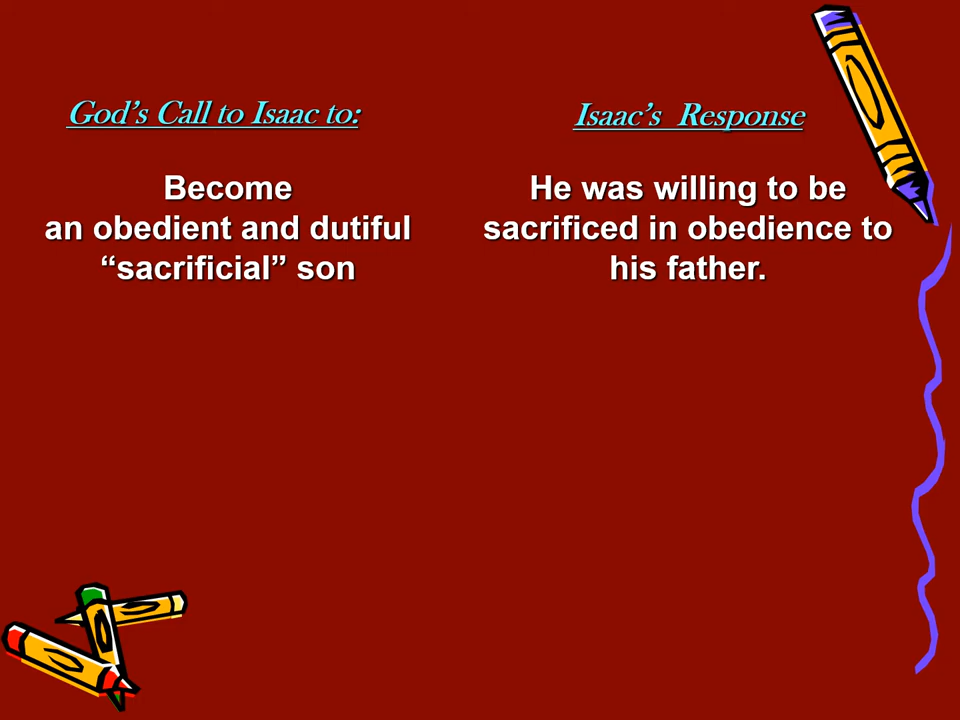 God’s Call to Isaac to:
Become
an obedient and dutiful
“sacrificial” son
Isaac’s Response
He was willing to be
sacrificed in obedience to
his father.